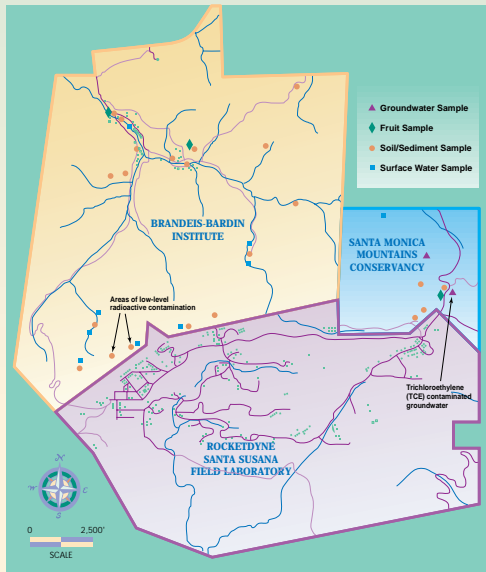 Groundwater Sample
Fruit Sample
Soil/Sediment Sample
Surface Water Sample
BRANDEIS-BARDIN
INSTITUTE
SANTA MONICA
MOUNTAINS
CONSERVANCY
Areas of low-level
radioactive contamination
Trichloroethylene
(TCE) contaminated
groundwater
ROCKETDYNE
SANTA SUSANA
FIELD LABORATORY
N
W
E
S
0
2,500'
SCALE